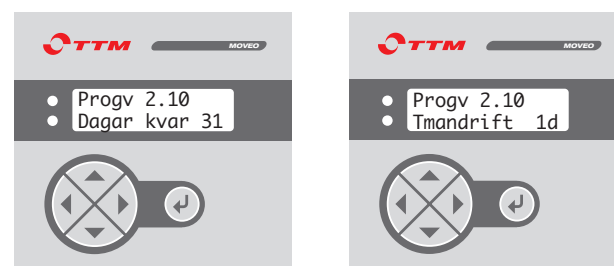 TTM MOVEO
Progv 2.10
Dagar kvar 31
TTM MOVEO
Progv 2.10
Tmandrift 1d